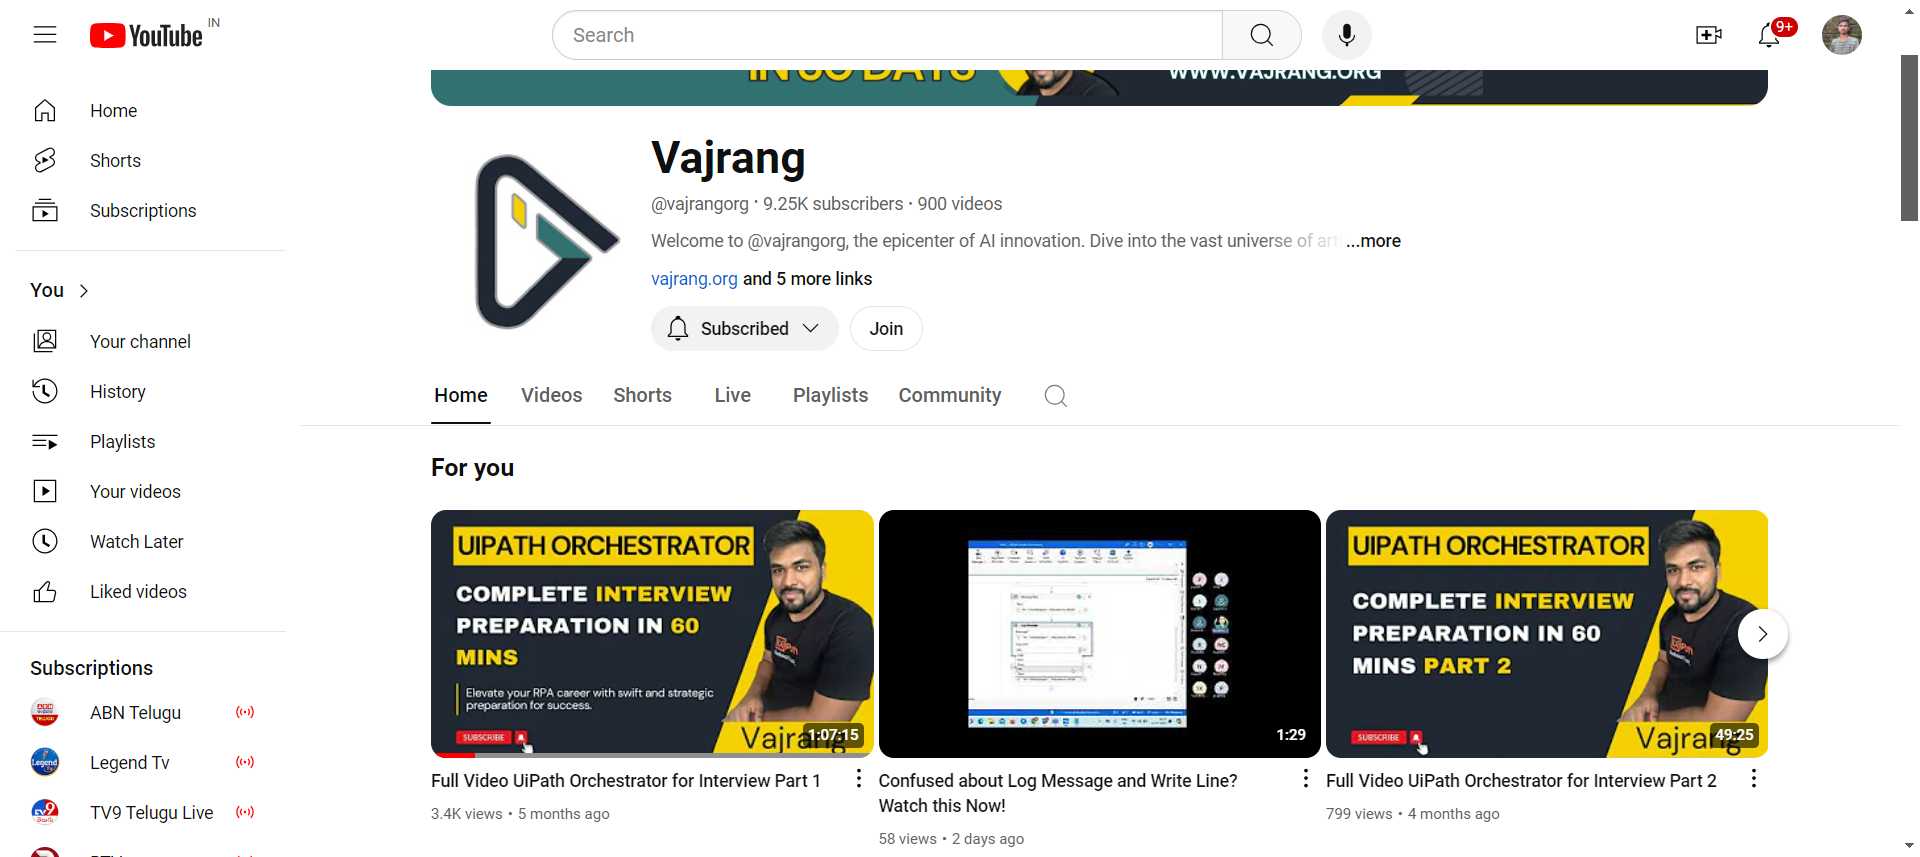 YouTube IN
Search
9+
IN 30 DAYS
WWW.VAJRANG.ORG
Home
Shorts
Subscriptions
You
Your channel
History
Playlists
Your videos
Watch Later
Liked videos
Subscriptions
ABN Telugu
Legend Tv
TV9 Telugu Live
Vajrang
@vajrangorg · 9.25K subscribers · 900 videos
Welcome to @vajrangorg, the epicenter of AI innovation. Dive into the vast universe of art ...more
vajrang.org and 5 more links
Subscribed
Join
Home Videos Shorts Live Playlists Community
For you
UIPATH ORCHESTRATOR
COMPLETE INTERVIEW
PREPARATION IN 60
MINS
Elevate your RPA career with swift and strategic
preparation for success.
SUBSCRIBE
Vajrang
1:07:15
Full Video UiPath Orchestrator for Interview Part 1
3.4K views • 5 months ago
1:29
Confused about Log Message and Write Line?
Watch this Now!
58 views • 2 days ago
UIPATH ORCHESTRATOR
COMPLETE INTERVIEW
PREPARATION IN 60
MINS PART 2
SUBSCRIBE
Vajrang
49:25
Full Video UiPath Orchestrator for Interview Part 2
799 views • 4 months ago